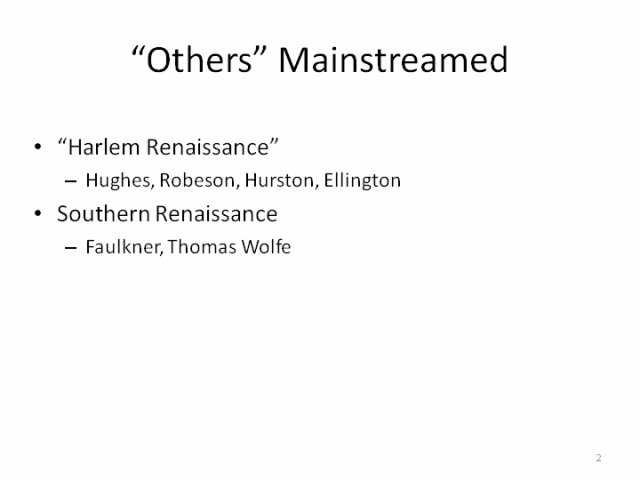 “Others” Mainstreamed
• “Harlem Renaissance”
– Hughes, Robeson, Hurston, Ellington
• Southern Renaissance
– Faulkner, Thomas Wolfe
2